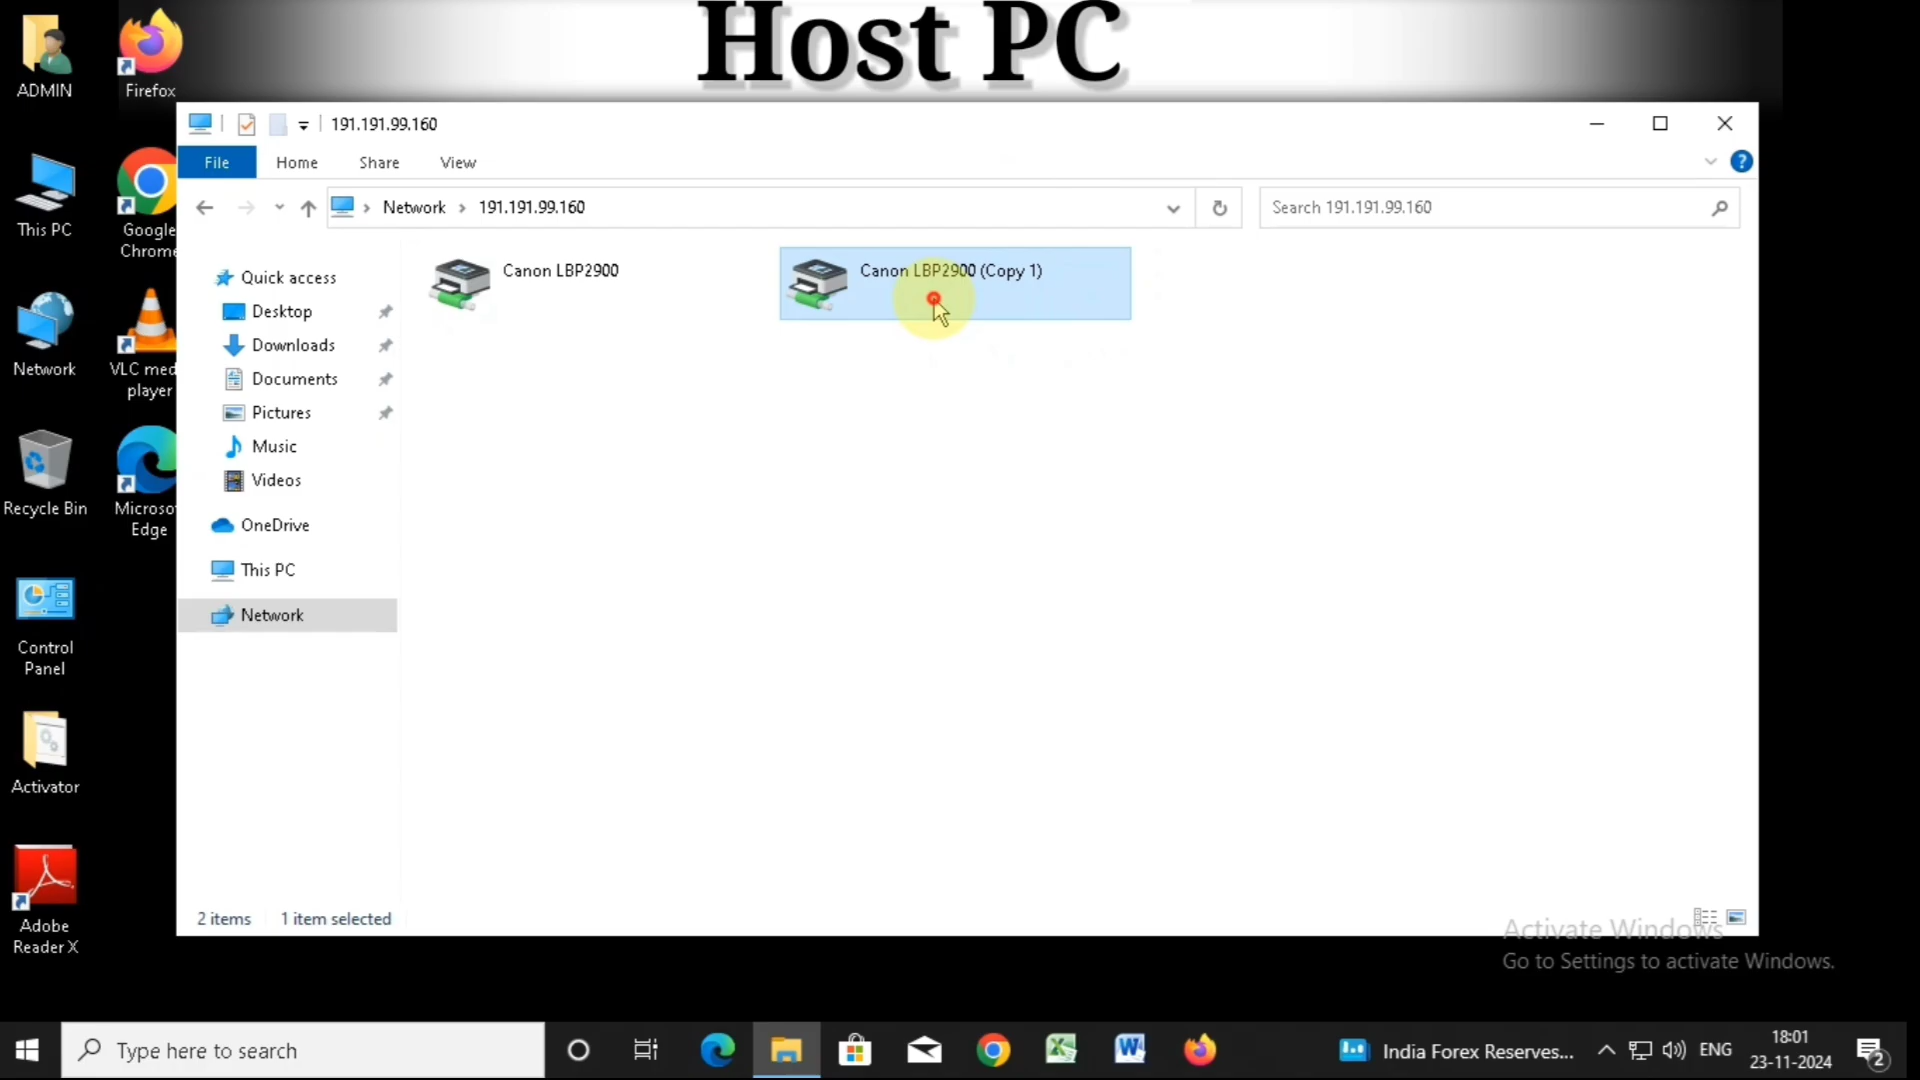 Host PC
ADMIN
Firefox
191.191.99.160
File
Home
Share
View
Network
191.191.99.160
Search 191.191.99.160
This PC
Google
Chrome
Network
VLC med
player
Recycle Bin
Microso
Edge
Control
Panel
Activator
Adobe
Reader X
Quick access
Desktop
Downloads
Documents
Pictures
Music
Videos
OneDrive
This PC
Network
Canon LBP2900
Canon LBP2900 (Copy 1)
2 items
1 item selected
Activate Windows
Go to Settings to activate Windows.
Type here to search
India Forex Reserves...
ENG
18:01
23-11-2024
2